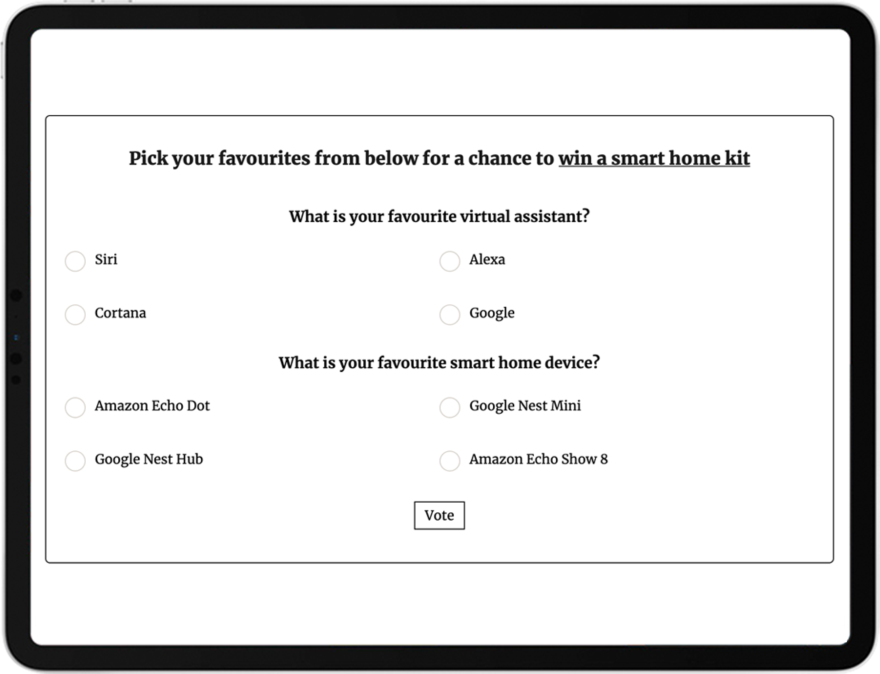 Pick your favourites from below for a chance to win a smart home kit
What is your favourite virtual assistant?
Siri
Alexa
Cortana
Google
What is your favourite smart home device?
Amazon Echo Dot
Google Nest Mini
Google Nest Hub
Amazon Echo Show 8
Vote